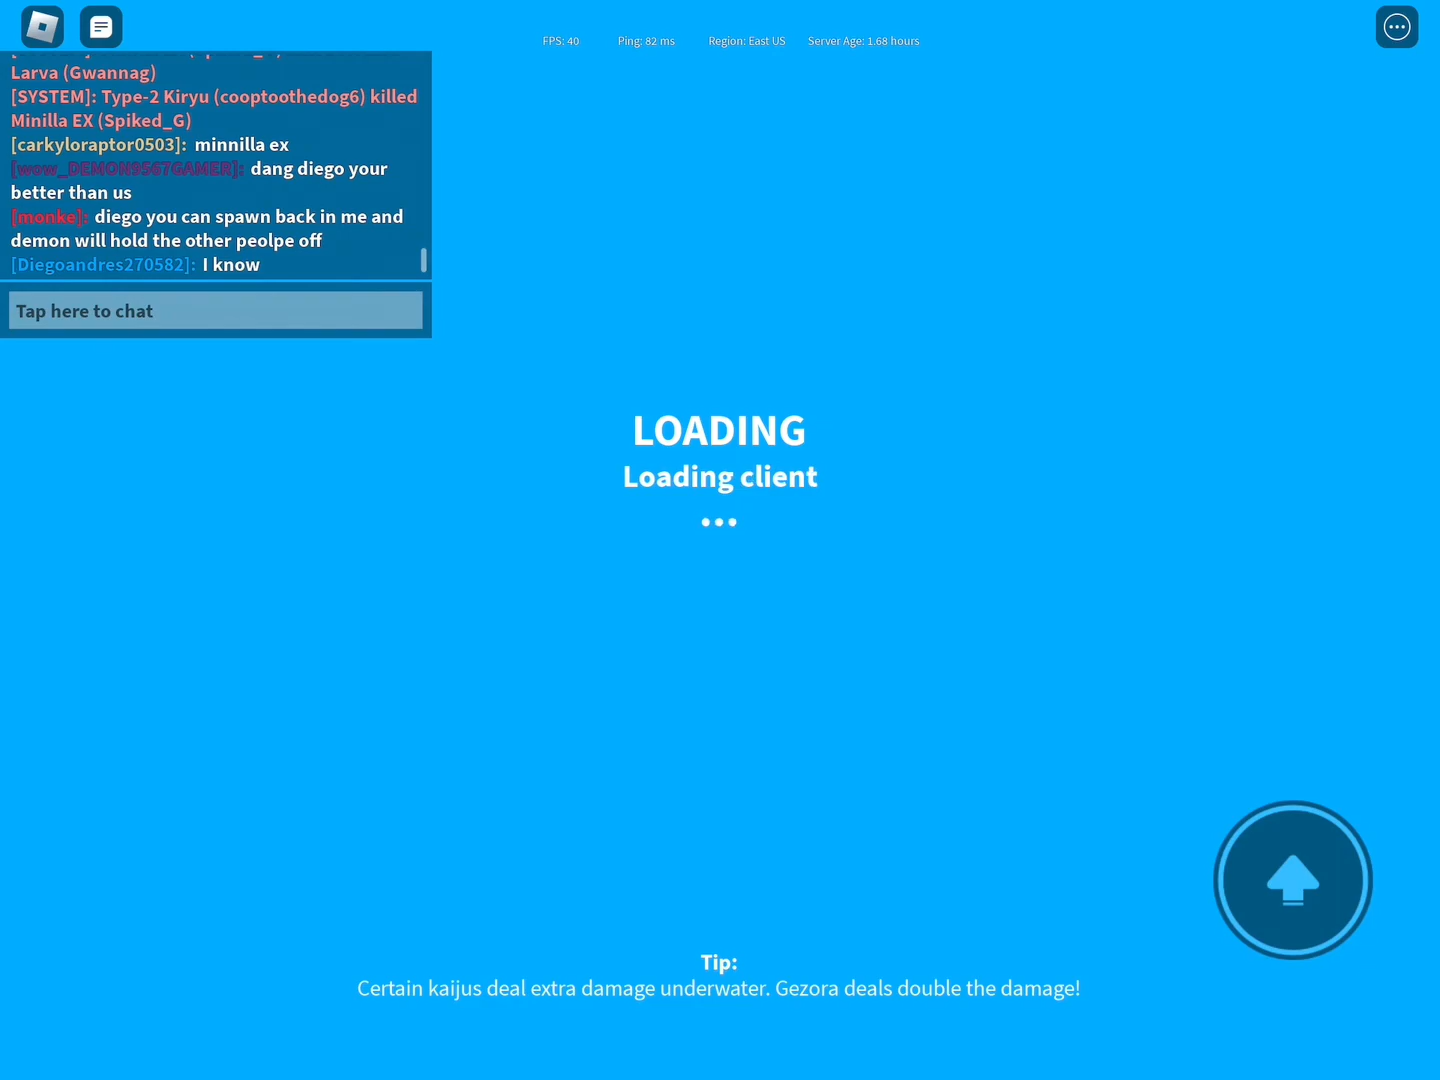 FPS: 40 Ping: 82 ms Region: East US Server Age: 1.68 hours
Larva (Gwannag)
[SYSTEM]: Type-2 Kiryu (cooptoothedog6) killed
Minilla EX (Spiked_G)
[carkyloraptor0503]: minnilla ex
[wow_DEMON9567GAMER]: dang diego your
better than us
[monke]: diego you can spawn back in me and
demon will hold the other peolpe off
[Diegoandres270582]: I know
Tap here to chat
LOADING
Loading client
Tip:
Certain kaijus deal extra damage underwater. Gezora deals double the damage!